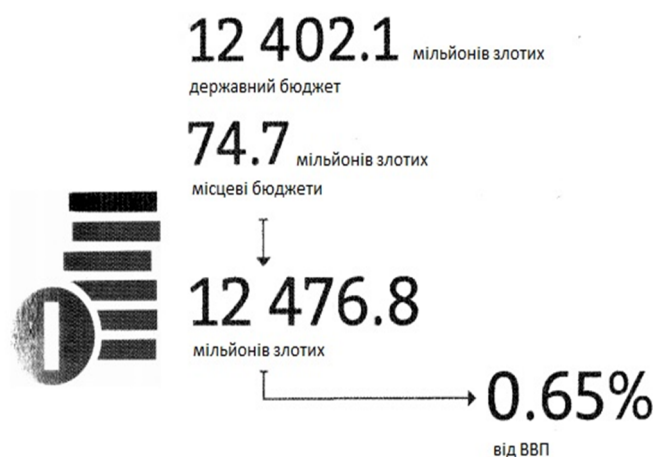 12 402.1 мільйонів злотих
державний бюджет
74.7 мільйонів злотих
місцеві бюджети
12 476.8
мільйонів злотих
0.65%
від ВВП